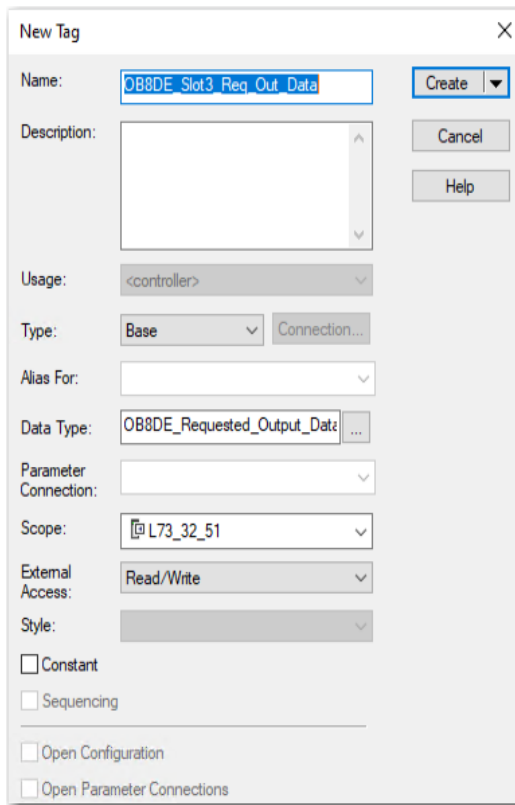 New Tag
Name: OB8DE_Slot3_Req_Out_Data Create
Description: Cancel
Help
Usage: <controller>
Type: Base Connection...
Alias For:
Data Type: OB8DE_Requested_Output_Data ...
Parameter
Connection:
Scope: L73_32_51
External
Access: Read/Write
Style:
Constant
Sequencing
Open Configuration
Open Parameter Connections